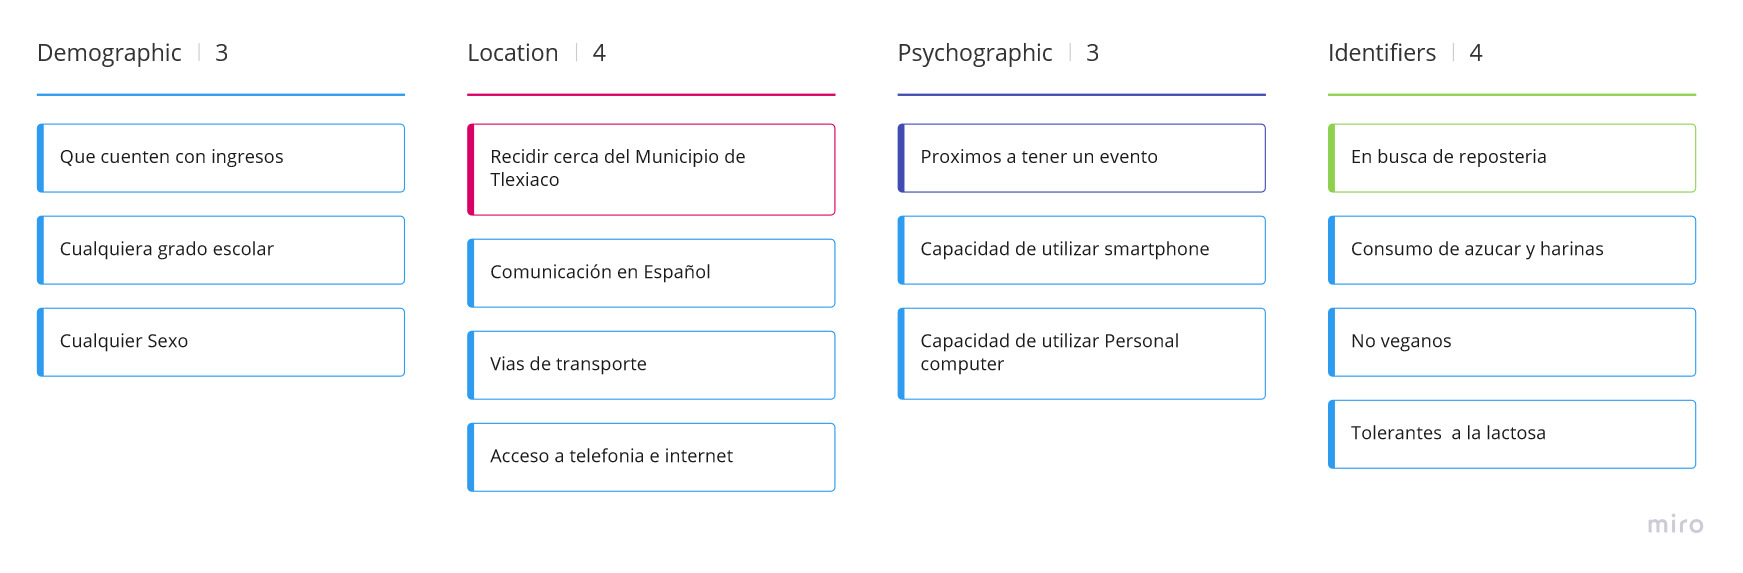 Demographic 3
Que cuenten con ingresos
Cualquiera grado escolar
Cualquier Sexo
Location 4
Recidir cerca del Municipio de
Tlexiaco
Comunicación en Español
Vias de transporte
Acceso a telefonia e internet
Psychographic 3
Proximos a tener un evento
Capacidad de utilizar smartphone
Capacidad de utilizar Personal
computer
Identifiers 4
En busca de reposteria
Consumo de azucar y harinas
No veganos
Tolerantes  a la lactosa
miro